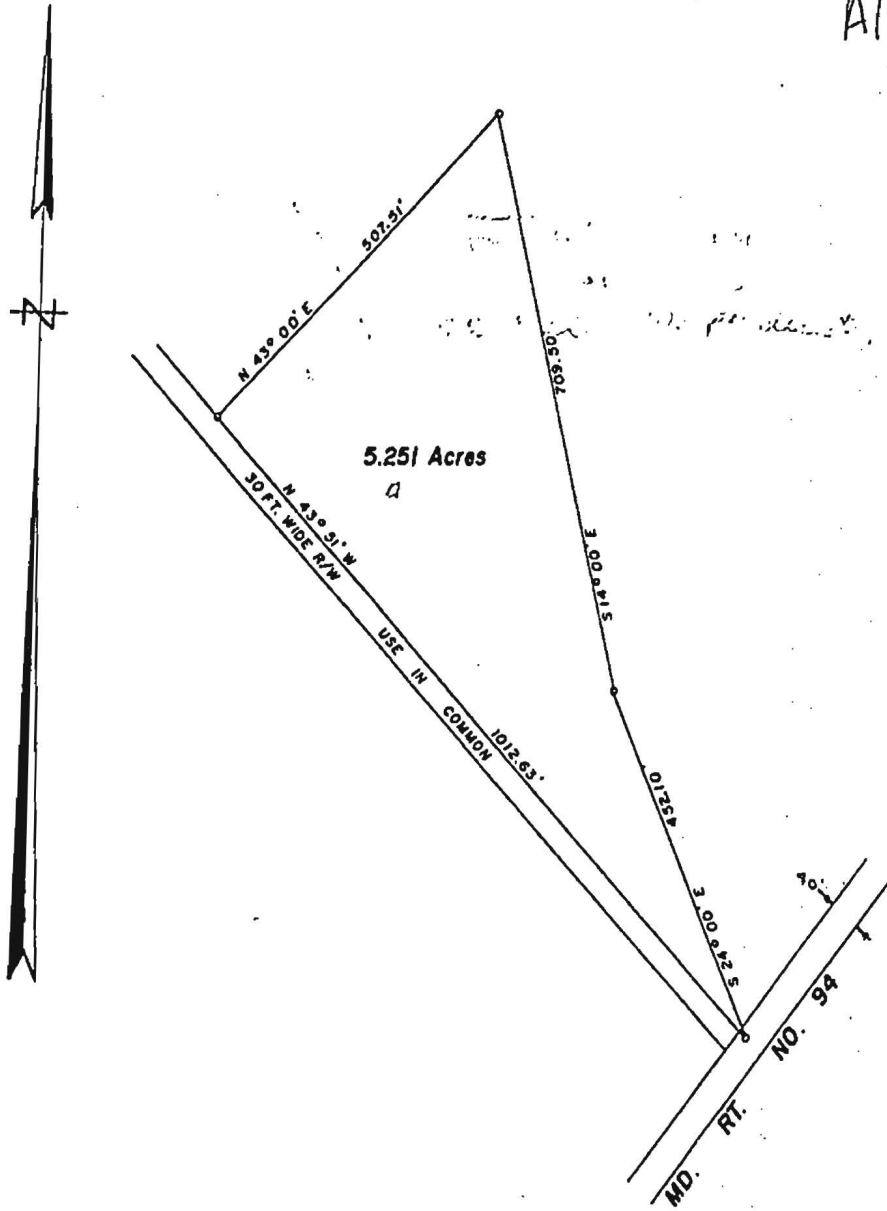 N
N 43° 00' E
507.51'
709.50
S 14° 00' E
5.251 Acres
a
N 43° 51' W
1012.63'
30 FT. WIDE R/W
USE IN COMMON
452.10
S 24° 00' E
40'
MD. RT. NO. 94